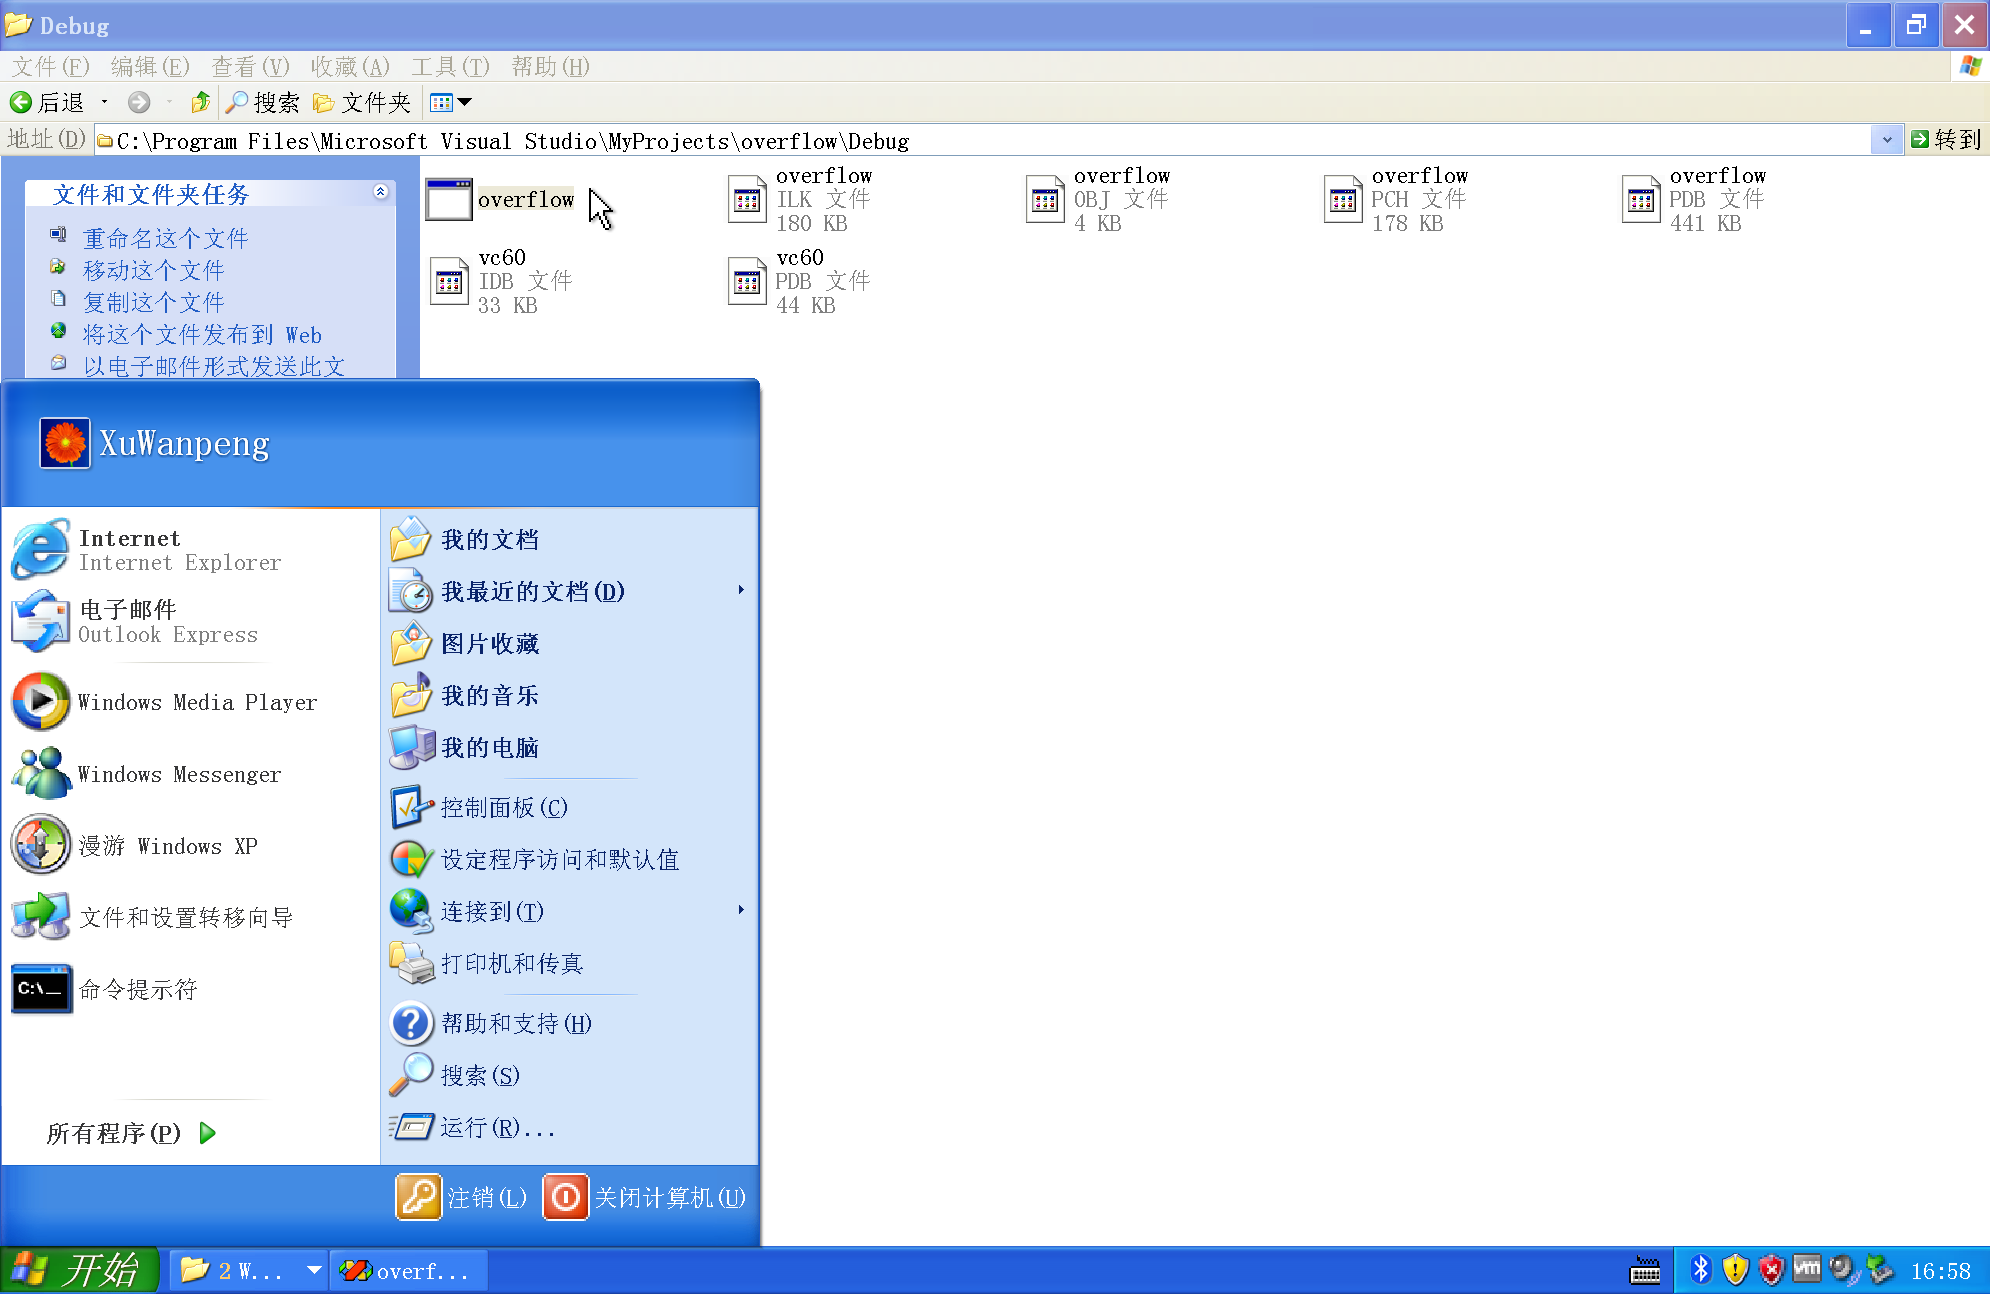 Debug
文件(F) 编辑(E) 查看(V) 收藏(A) 工具(T) 帮助(H)
后退 搜索 文件夹
地址(D) C:\Program Files\Microsoft Visual Studio\MyProjects\overflow\Debug 转到
文件和文件夹任务
重命名这个文件
移动这个文件
复制这个文件
将这个文件发布到 Web
以电子邮件形式发送此文
overflow
overflow
ILK 文件
180 KB
overflow
OBJ 文件
4 KB
overflow
PCH 文件
178 KB
overflow
PDB 文件
441 KB
vc60
IDB 文件
33 KB
vc60
PDB 文件
44 KB
XuWanpeng
Internet
Internet Explorer
电子邮件
Outlook Express
Windows Media Player
Windows Messenger
漫游 Windows XP
文件和设置转移向导
C:\_
命令提示符
所有程序(P)
我的文档
我最近的文档(D)
图片收藏
我的音乐
我的电脑
控制面板(C)
设定程序访问和默认值
连接到(T)
打印机和传真
帮助和支持(H)
搜索(S)
运行(R)...
注销(L) 关闭计算机(U)
开始 2 W... overf... vm 16:58